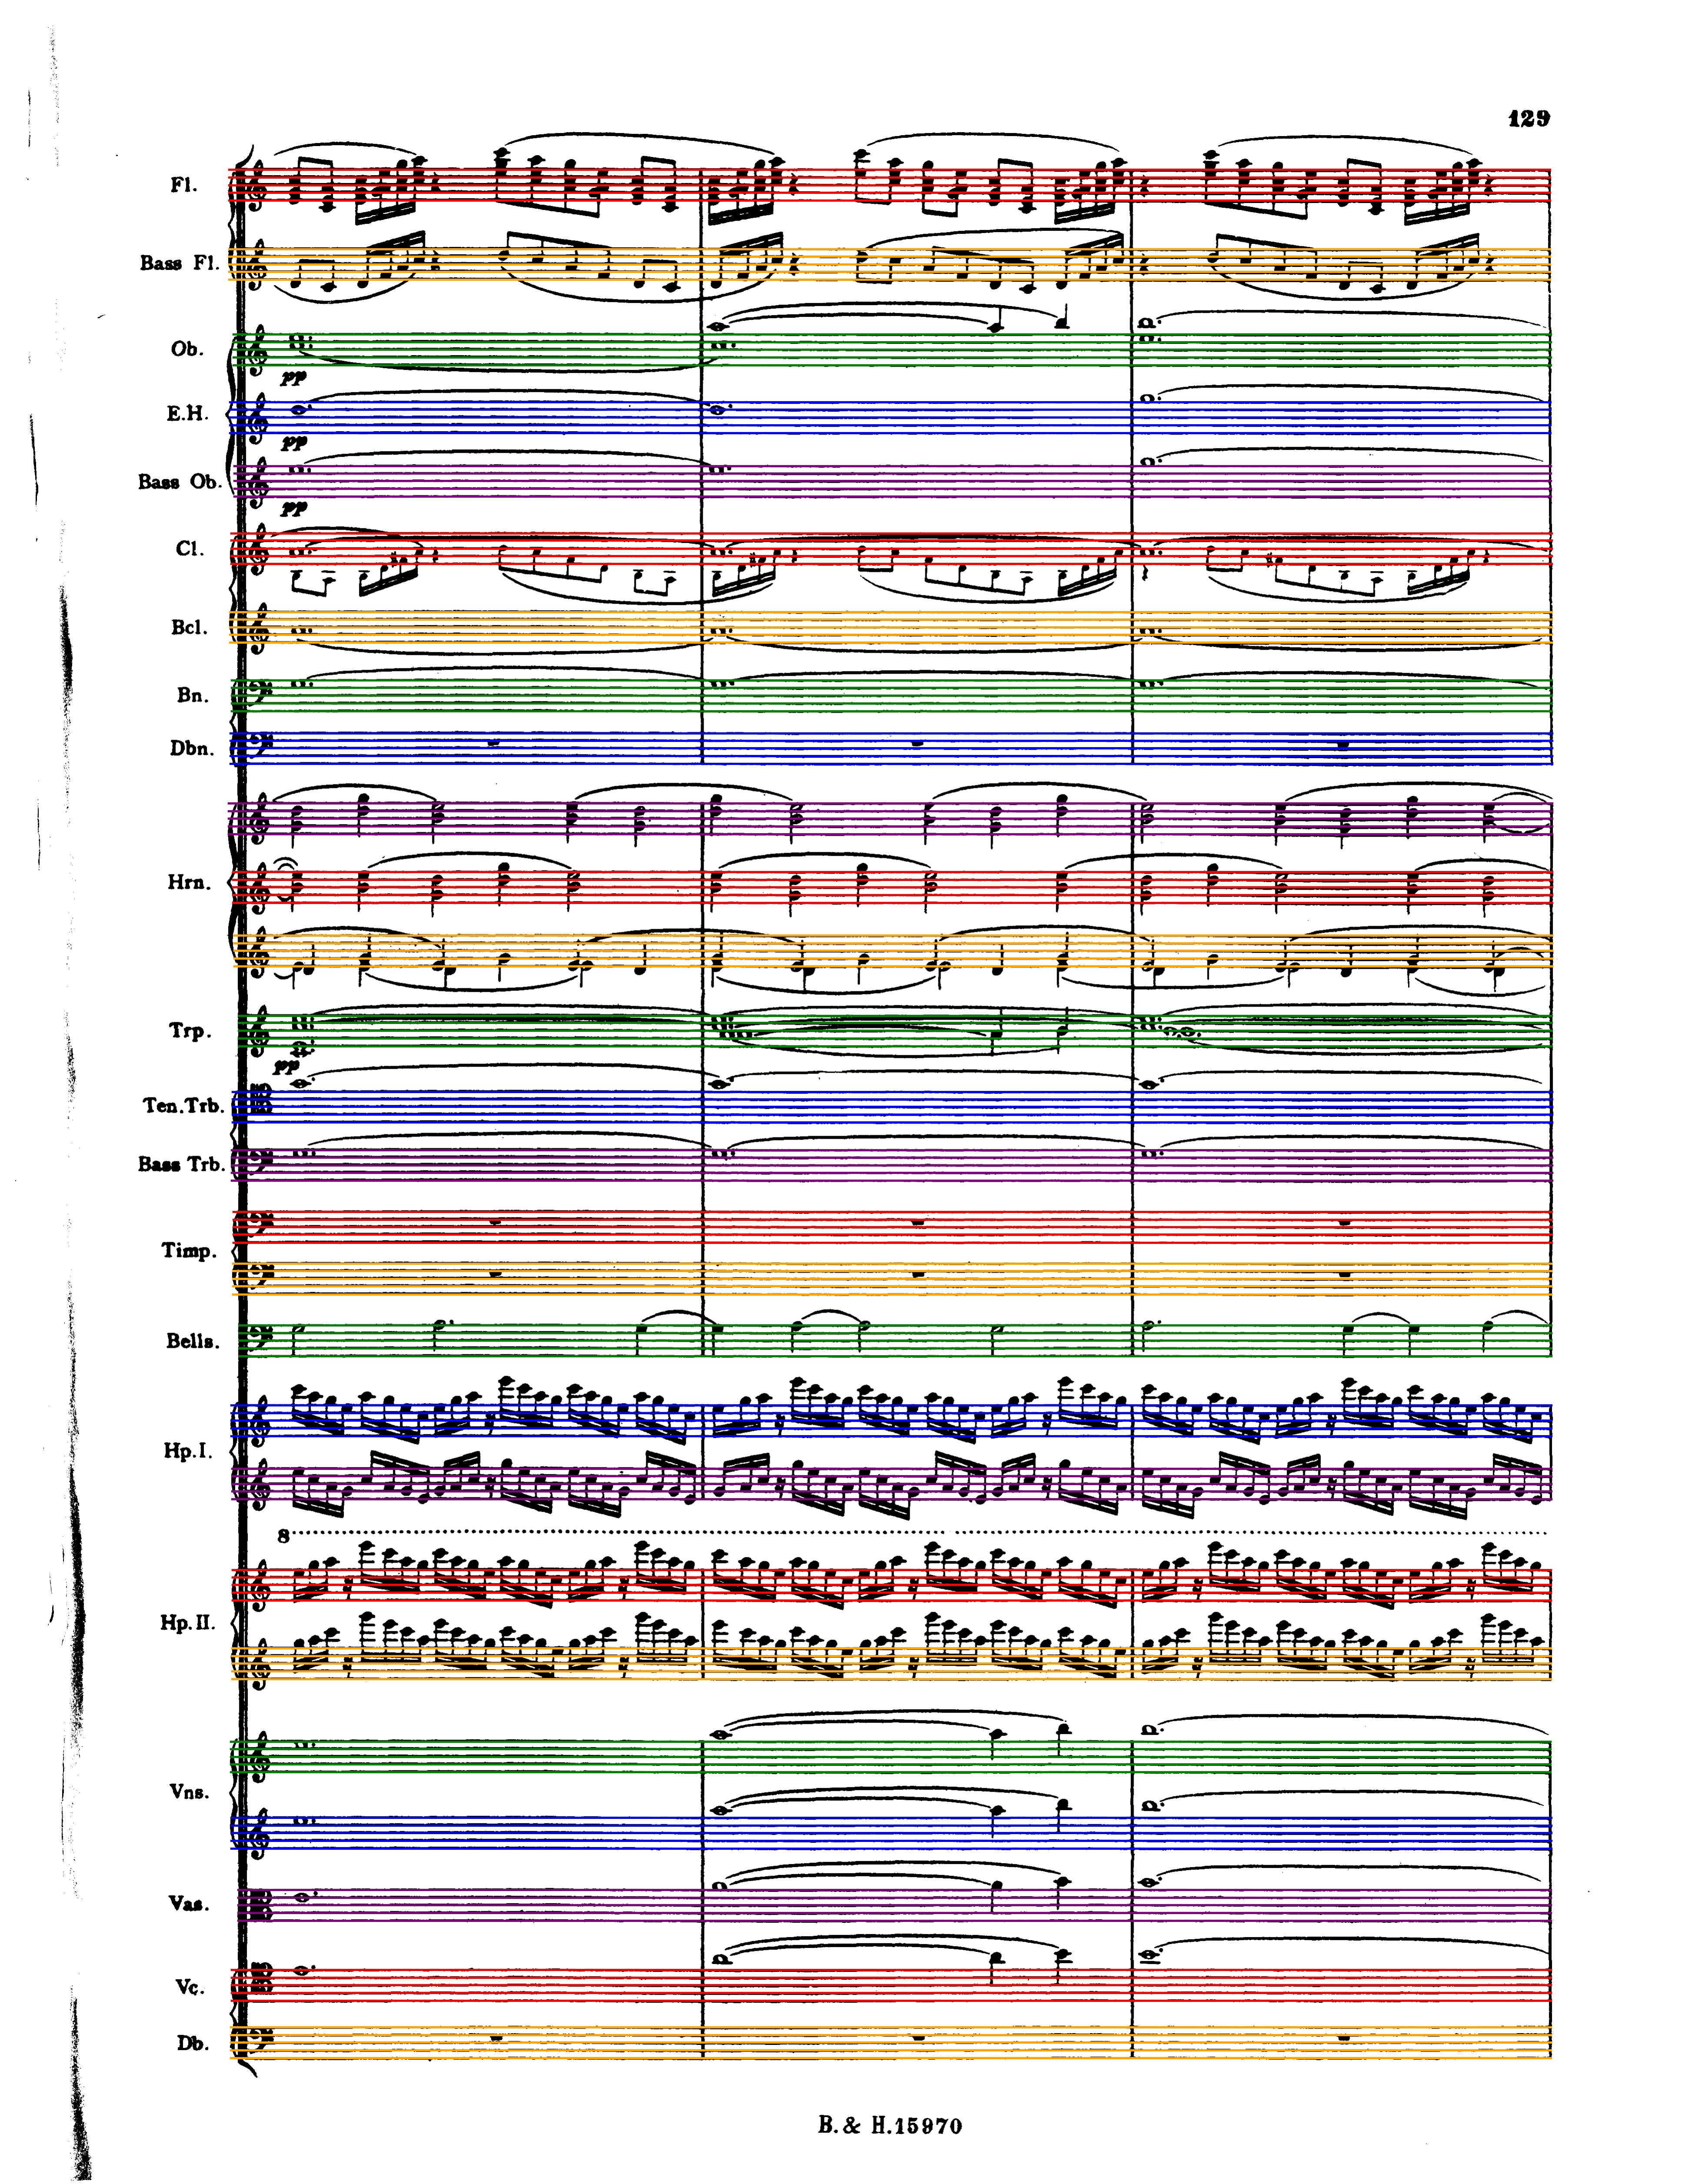 129
Fl.
Bass Fl.
Ob.
pp
E.H.
pp
Bass Ob.
pp
Cl.
Bcl.
Bn.
Dbn.
Hrn.
Trp.
pp
Ten.Trb.
Bass Trb.
Timp.
Bells.
Hp.I.
8
Hp.II.
Vns.
Vas.
Vc.
Db.
B. & H.15970